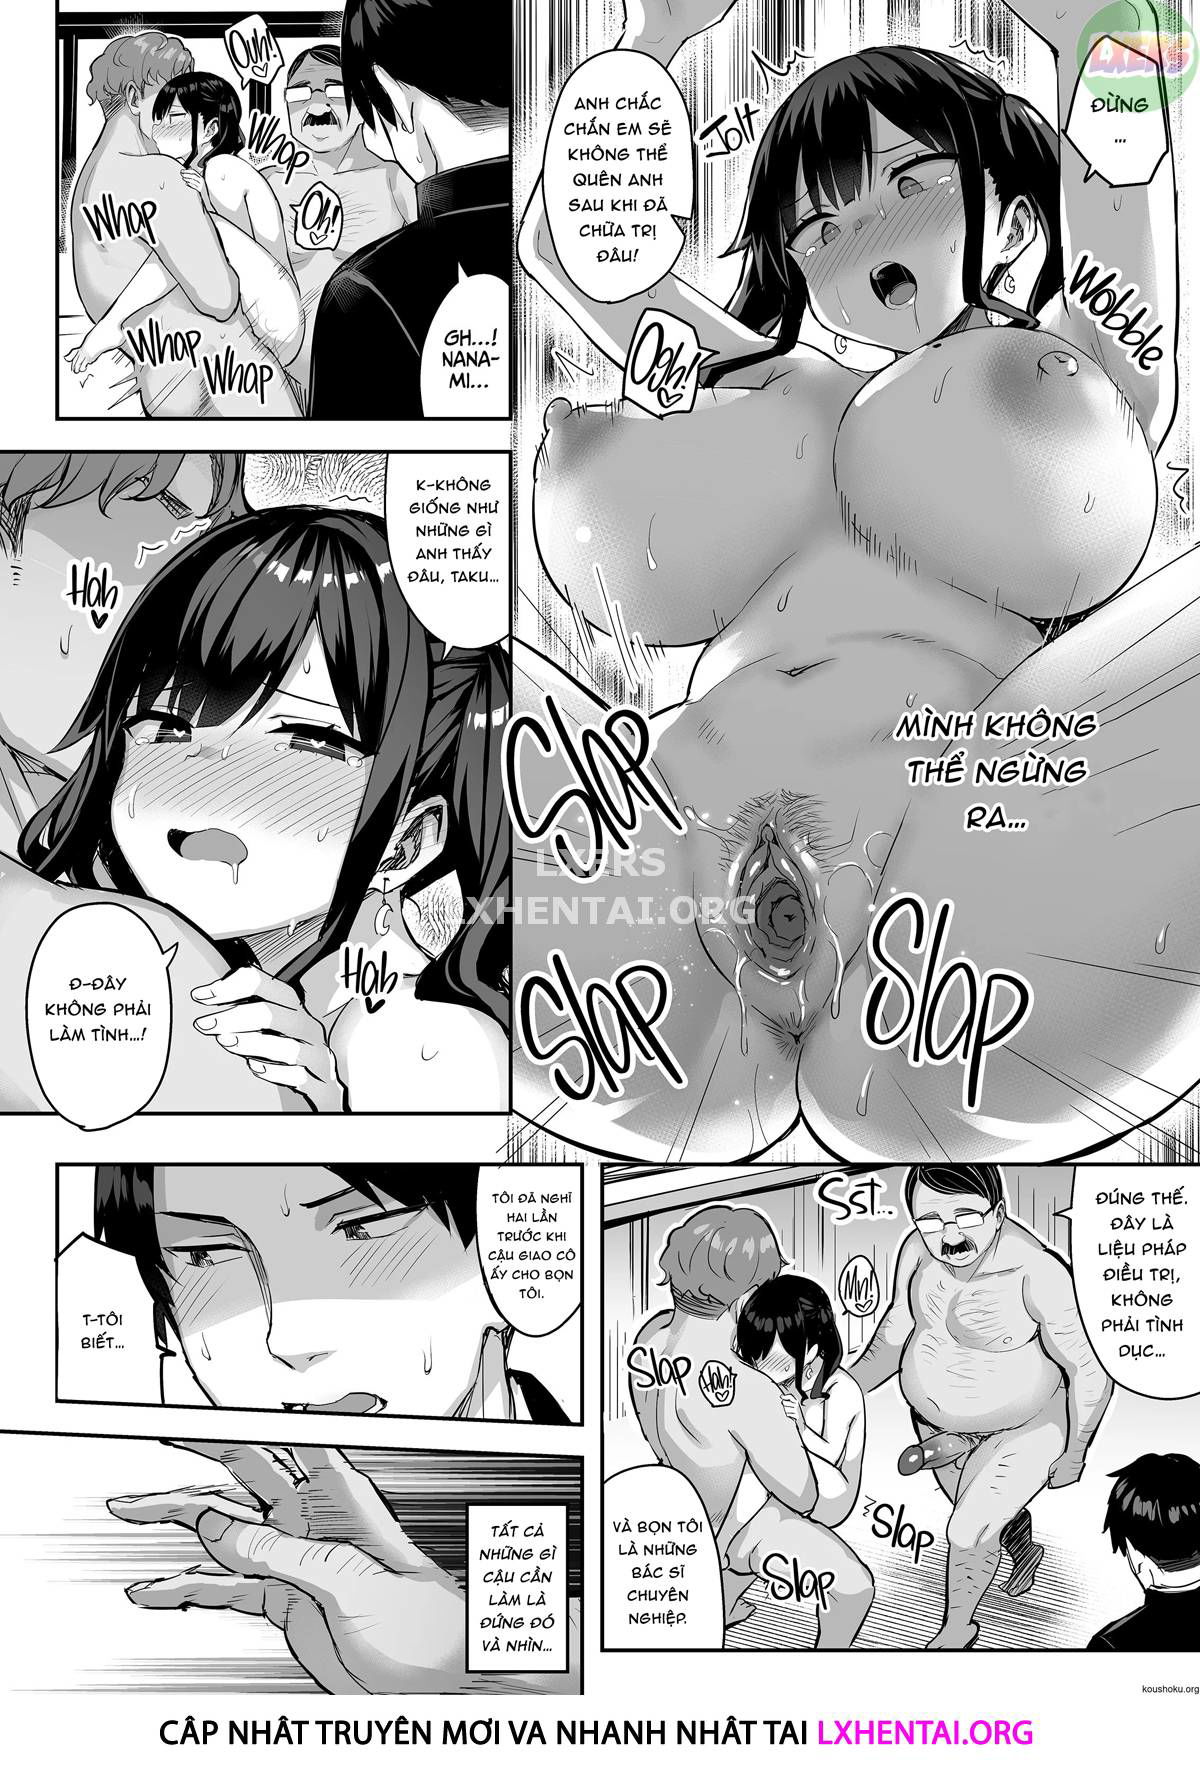 ĐỪNG
...
ANH CHẮC
CHẮN EM SẼ
KHÔNG THỂ
QUÊN ANH
SAU KHI ĐÃ
CHỮA TRỊ
ĐÂU!
Jolt
Wobble
Ogh!
MÌNH KHÔNG
THỂ NGỪNG
RA...
Slap
Slap
Slap
Ouh!
Whap
Whap
Oh!
Whap
Whap
GH...!
NANA-
MI...
K-KHÔNG
GIỐNG NHƯ
NHỮNG GÌ
ANH THẤY
ĐÂU, TAKU...
Hah
Hah
Đ-ĐÂY
KHÔNG PHẢI
LÀM TÌNH...!
ĐÚNG THẾ.
ĐÂY LÀ
LIỆU PHÁP
ĐIỀU TRỊ,
KHÔNG
PHẢI TÌNH
DỤC...
Sst...
Mn!
Slap
Hah!
Slap
Slap
VÀ BỌN TÔI
LÀ NHỮNG
BÁC SĨ
CHUYÊN
NGHIỆP.
TÔI ĐÃ NGHĨ
HAI LẦN
TRƯỚC KHI
CẬU GIAO CÔ
ẤY CHO BỌN
TÔI.
T-TÔI
BIẾT...
TẤT CẢ
NHỮNG GÌ
CẬU CẦN
LÀM LÀ
ĐỨNG ĐÓ
VÀ NHÌN...
LXERS
LXERS
LXHENTAI.ORG
koushoku.org
CẬP NHẬT TRUYỆN MỚI VÀ NHANH NHẤT TẠI LXHENTAI.ORG